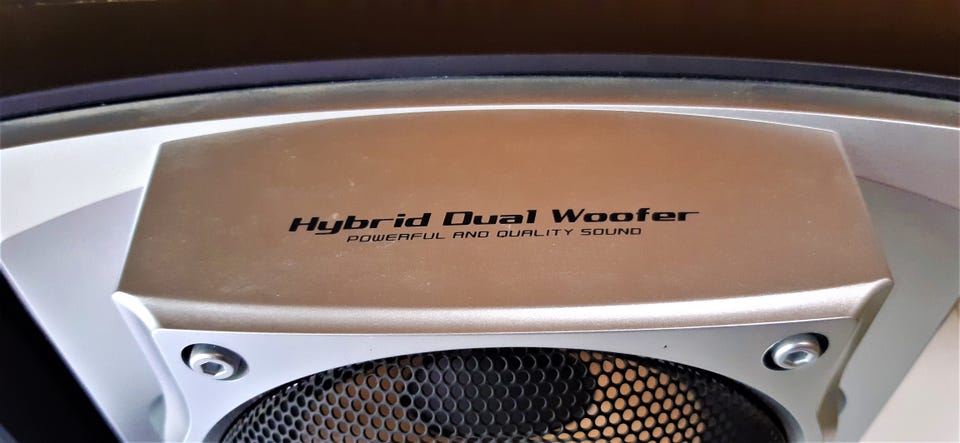 Hybrid Dual Woofer
POWERFUL AND QUALITY SOUND